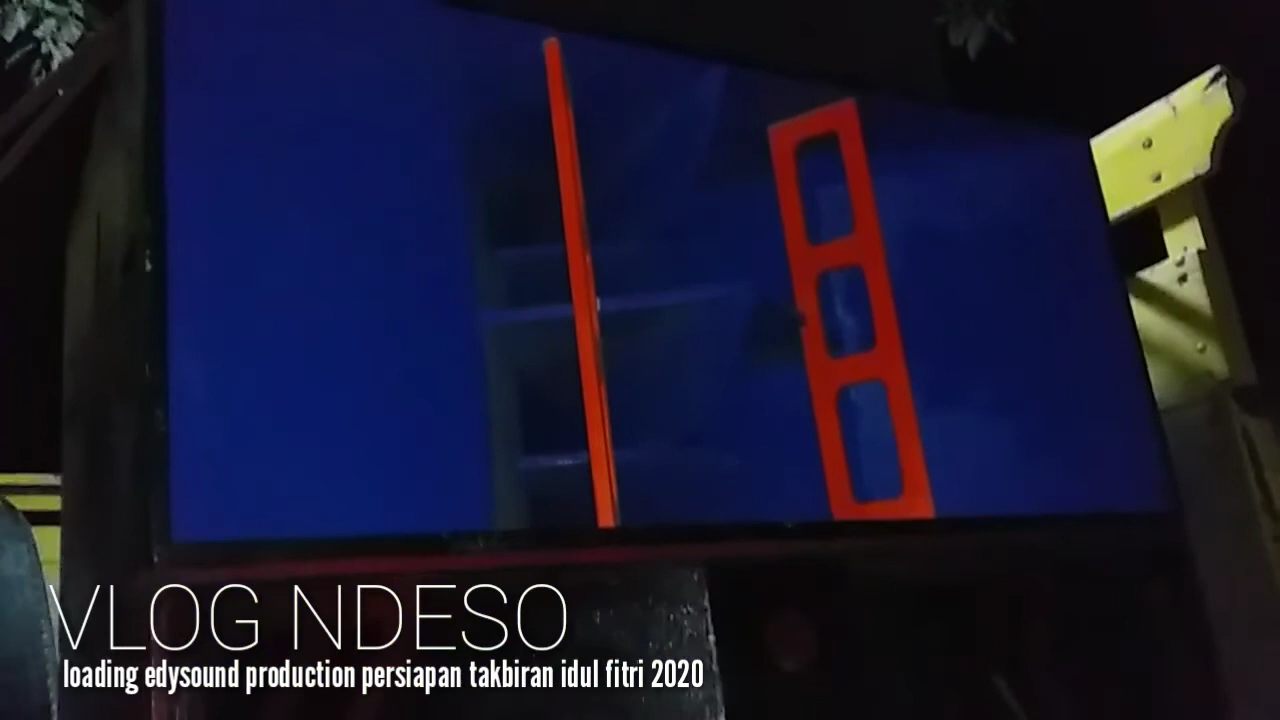 VLOG NDESO
loading edysound production persiapan takbiran idul fitri 2020